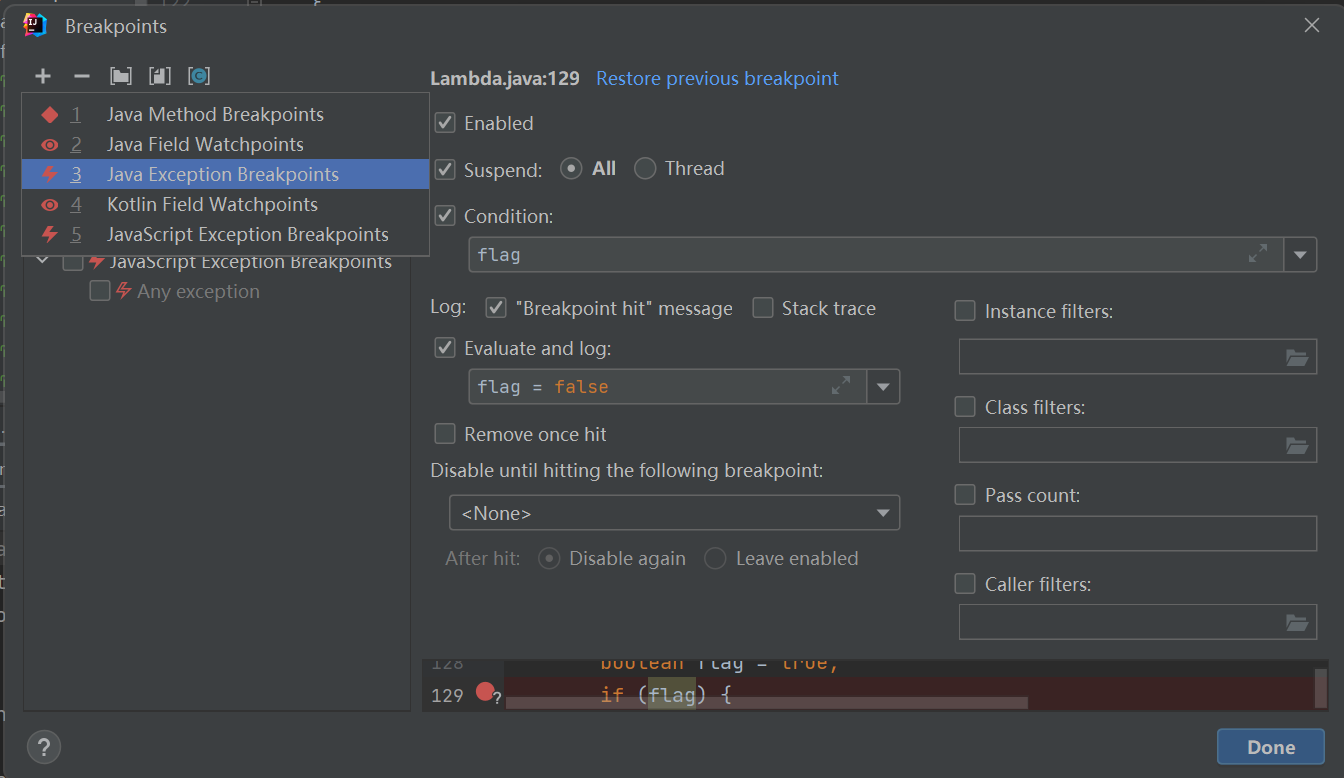 Breakpoints
Lambda.java:129 Restore previous breakpoint
1 Java Method Breakpoints
2 Java Field Watchpoints
3 Java Exception Breakpoints
4 Kotlin Field Watchpoints
5 JavaScript Exception Breakpoints
JavaScript Exception Breakpoints
Any exception
Enabled
Suspend: All Thread
Condition:
flag
Log: "Breakpoint hit" message Stack trace
Evaluate and log:
flag = false
Remove once hit
Disable until hitting the following breakpoint:
<None>
After hit: Disable again Leave enabled
Instance filters:
Class filters:
Pass count:
Caller filters:
128 boolean flag = true;
129 ? if (flag) {
? Done